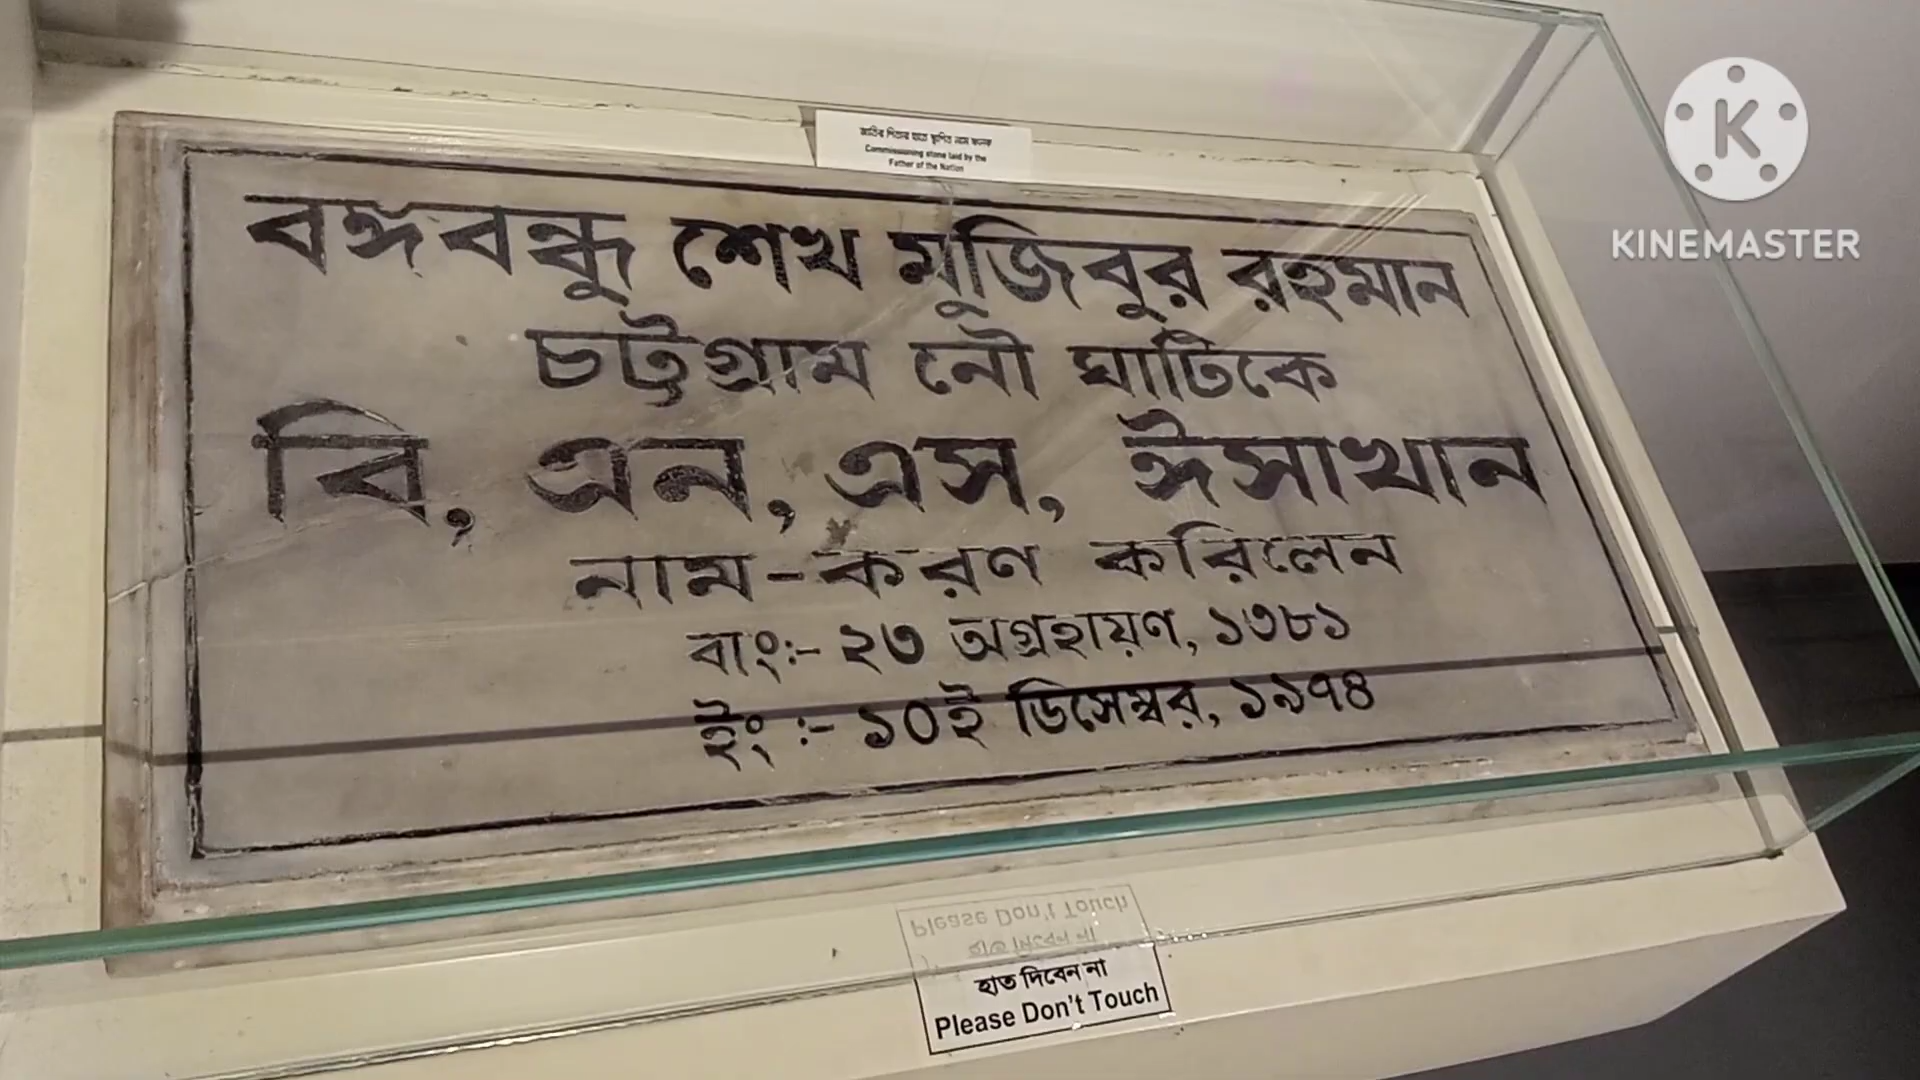 জাতির পিতার হাতে স্থাপিত নাম ফলক
Commissioning stone laid by the
Father of the Nation
K
KINEMASTER
বঙ্গবন্ধু শেখ মুজিবুর রহমান
চট্টগ্রাম নৌ ঘাটিকে
বি, এন, এস, ঈসাখান
নাম-করণ করিলেন
বাং:- ২৩ অগ্রহায়ণ, ১৩৮১
ইং :- ১০ই ডিসেম্বর, ১৯৭৪
হাত দিবেন না
Please Don't Touch